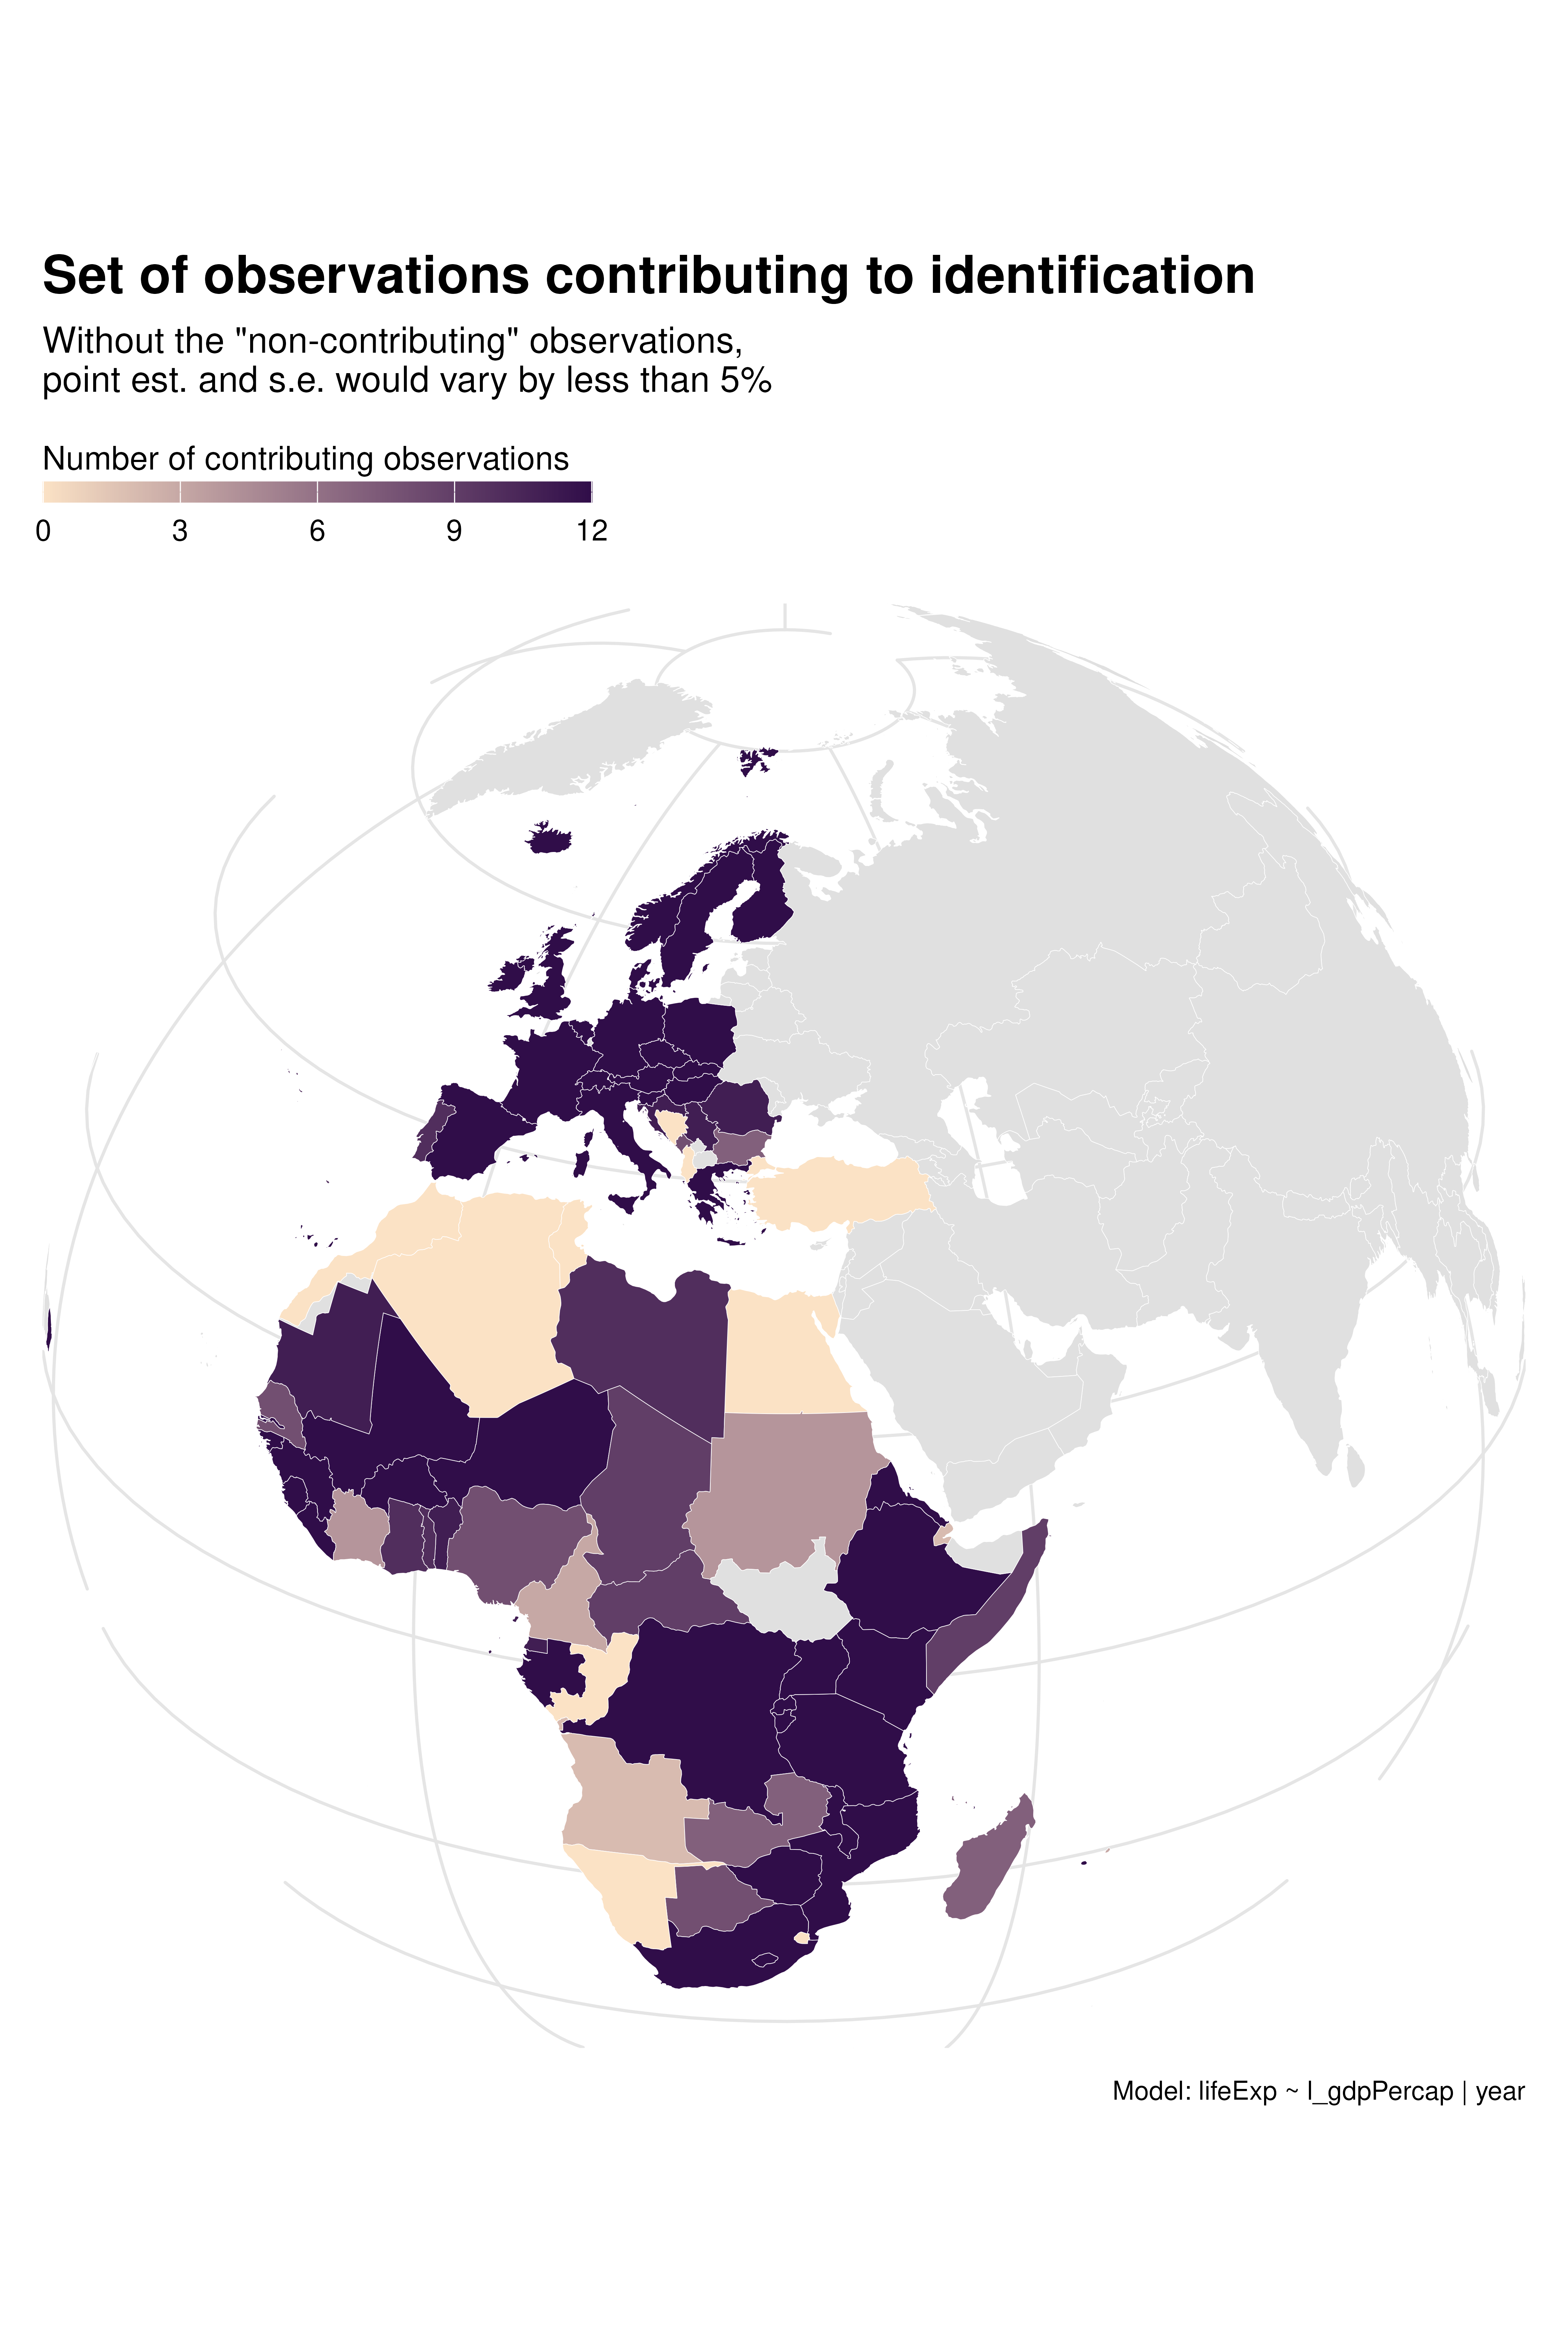 Set of observations contributing to identification
Without the "non-contributing" observations,
point est. and s.e. would vary by less than 5%
Number of contributing observations
0 3 6 9 12
Model: lifeExp ~ l_gdpPercap | year